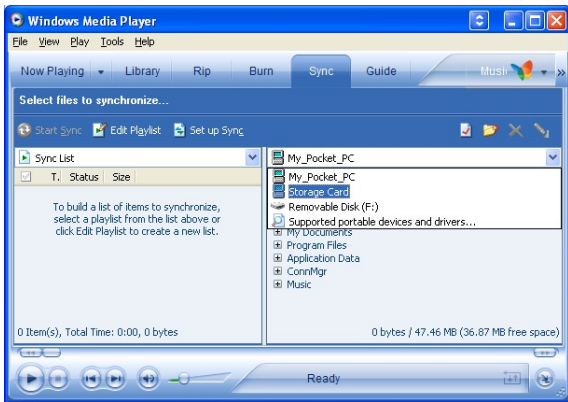 Windows Media Player
File View Play Tools Help
Now Playing Library Rip Burn Sync Guide Music
Select files to synchronize...
Start Sync Edit Playlist Set up Sync
Sync List
My_Pocket_PC
T. Status Size
My_Pocket_PC
Storage Card
Removable Disk (F:)
Supported portable devices and drivers...
To build a list of items to synchronize,
select a playlist from the list above or
click Edit Playlist to create a new list.
My Documents
Program Files
Application Data
ConnMgr
Music
0 Item(s), Total Time: 0:00, 0 bytes
0 bytes / 47.46 MB (36.87 MB free space)
Ready